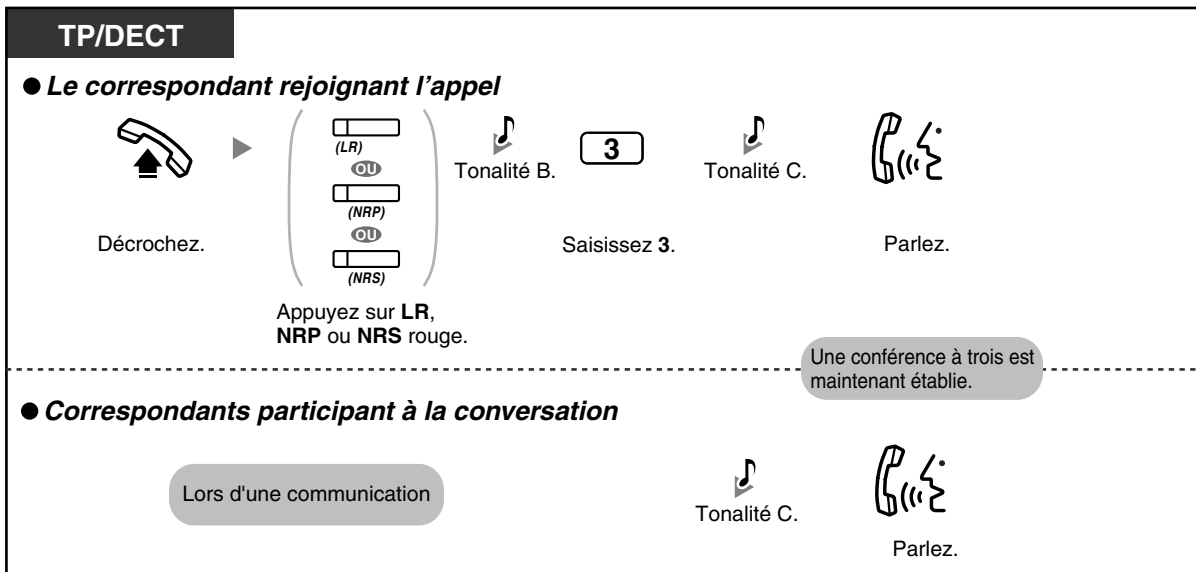 TP/DECT
● Le correspondant rejoignant l'appel
(LR)
OU
(NRP)
OU
(NRS)
Tonalité B.
3
Tonalité C.
Décrochez.
Saisissez 3.
Parlez.
Appuyez sur LR,
NRP ou NRS rouge.
Une conférence à trois est
maintenant établie.
● Correspondants participant à la conversation
Lors d'une communication
Tonalité C.
Parlez.